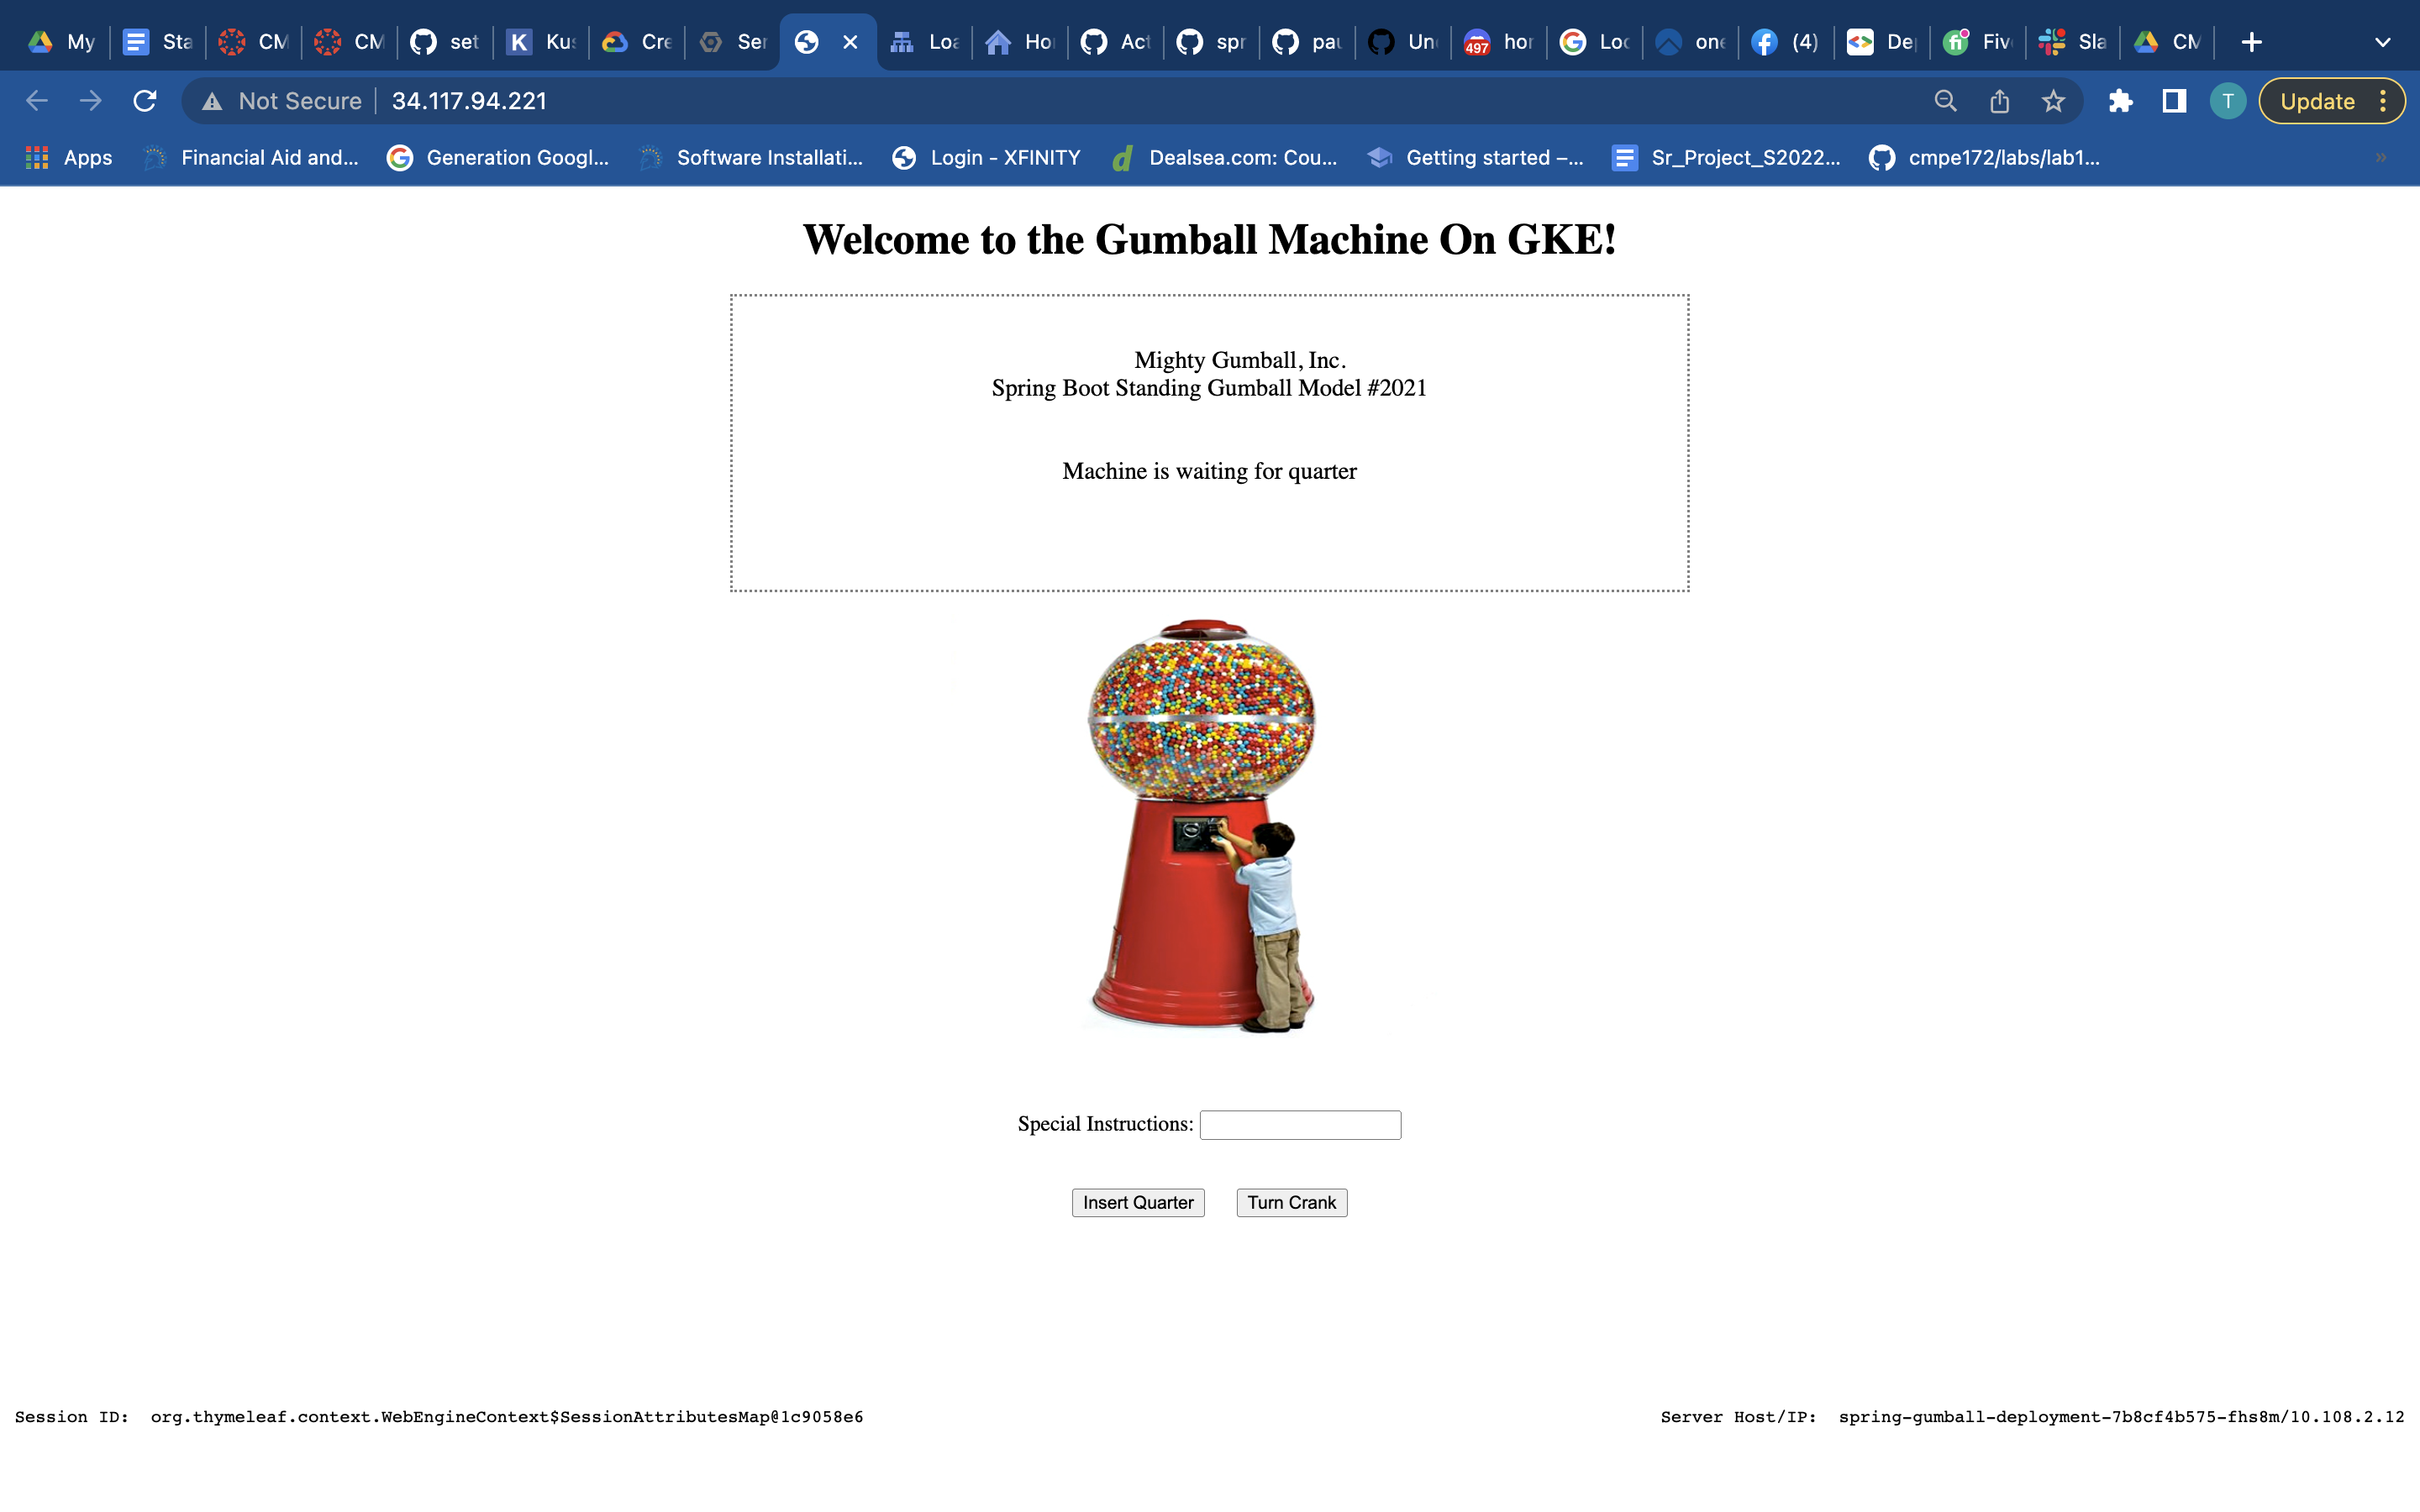 My
Sta
CM
CM
set
Kus
Cre
Ser
Loa
Ho
Act
spr
pau
Un
497
hor
Loc
one
(4)
De
Fiv
Sla
CM
Not Secure
34.117.94.221
T
Update
Apps
Financial Aid and...
Generation Googl...
Software Installati...
Login - XFINITY
Dealsea.com: Cou...
Getting started –...
Sr_Project_S2022...
cmpe172/labs/lab1...
Welcome to the Gumball Machine On GKE!
Mighty Gumball, Inc.
Spring Boot Standing Gumball Model #2021
Machine is waiting for quarter
Special Instructions:
Insert Quarter
Turn Crank
Session ID: org.thymeleaf.context.WebEngineContext$SessionAttributesMap@1c9058e6
Server Host/IP: spring-gumball-deployment-7b8cf4b575-fhs8m/10.108.2.12